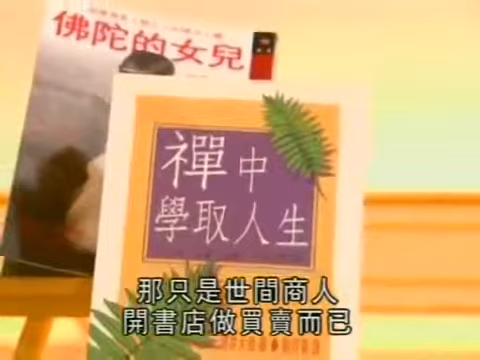 佛陀的女兒
禪中
學取人生
那只是世間商人
開書店做買賣而已